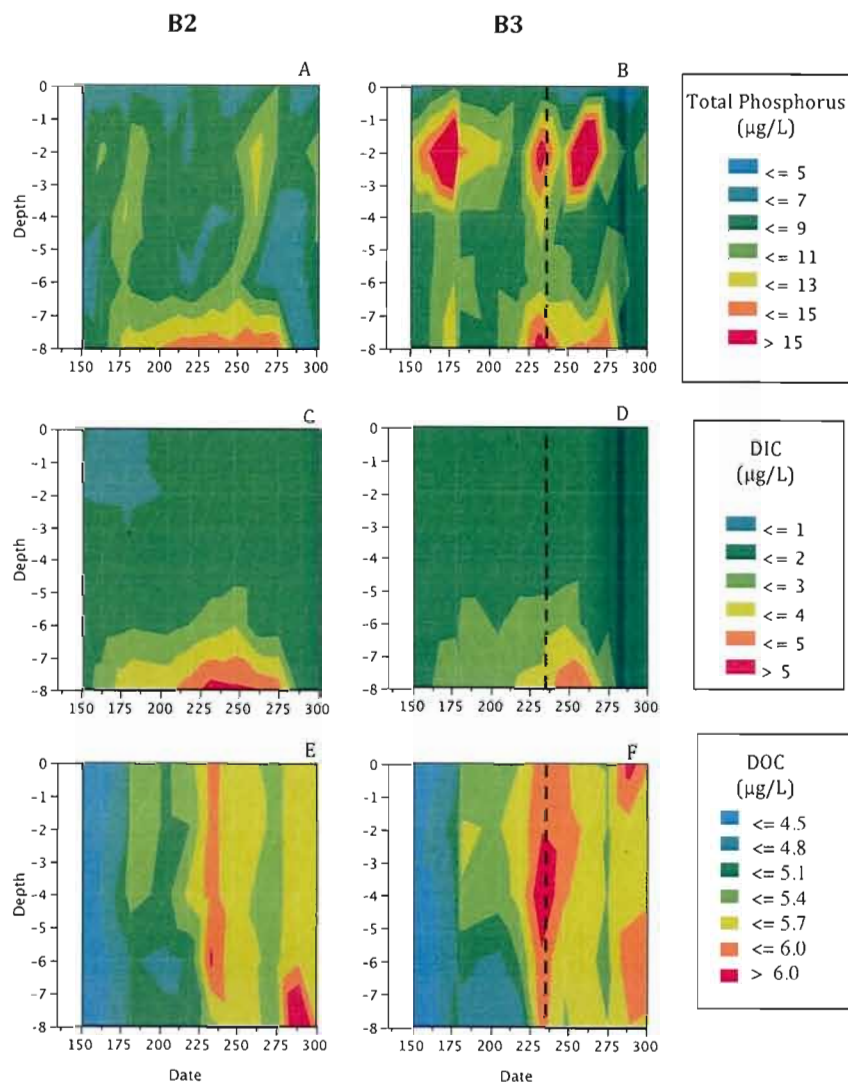 B2 B3
A B
Total Phosphorus
(µg/L)
<= 5
<= 7
<= 9
<= 11
<= 13
<= 15
> 15
Depth
0
-1
-2
-3
-4
-5
-6
-7
-8
150 175 200 225 250 275 300 150 175 200 225 250 275 300
C D
DIC
(µg/L)
<= 1
<= 2
<= 3
<= 4
<= 5
> 5
Depth
0
-1
-2
-3
-4
-5
-6
-7
-8
150 175 200 225 250 275 300 150 175 200 225 250 275 300
E F
DOC
(µg/L)
<= 4.5
<= 4.8
<= 5.1
<= 5.4
<= 5.7
<= 6.0
> 6.0
Depth
0
-1
-2
-3
-4
-5
-6
-7
-8
150 175 200 225 250 275 300 150 175 200 225 250 275 300
Date Date